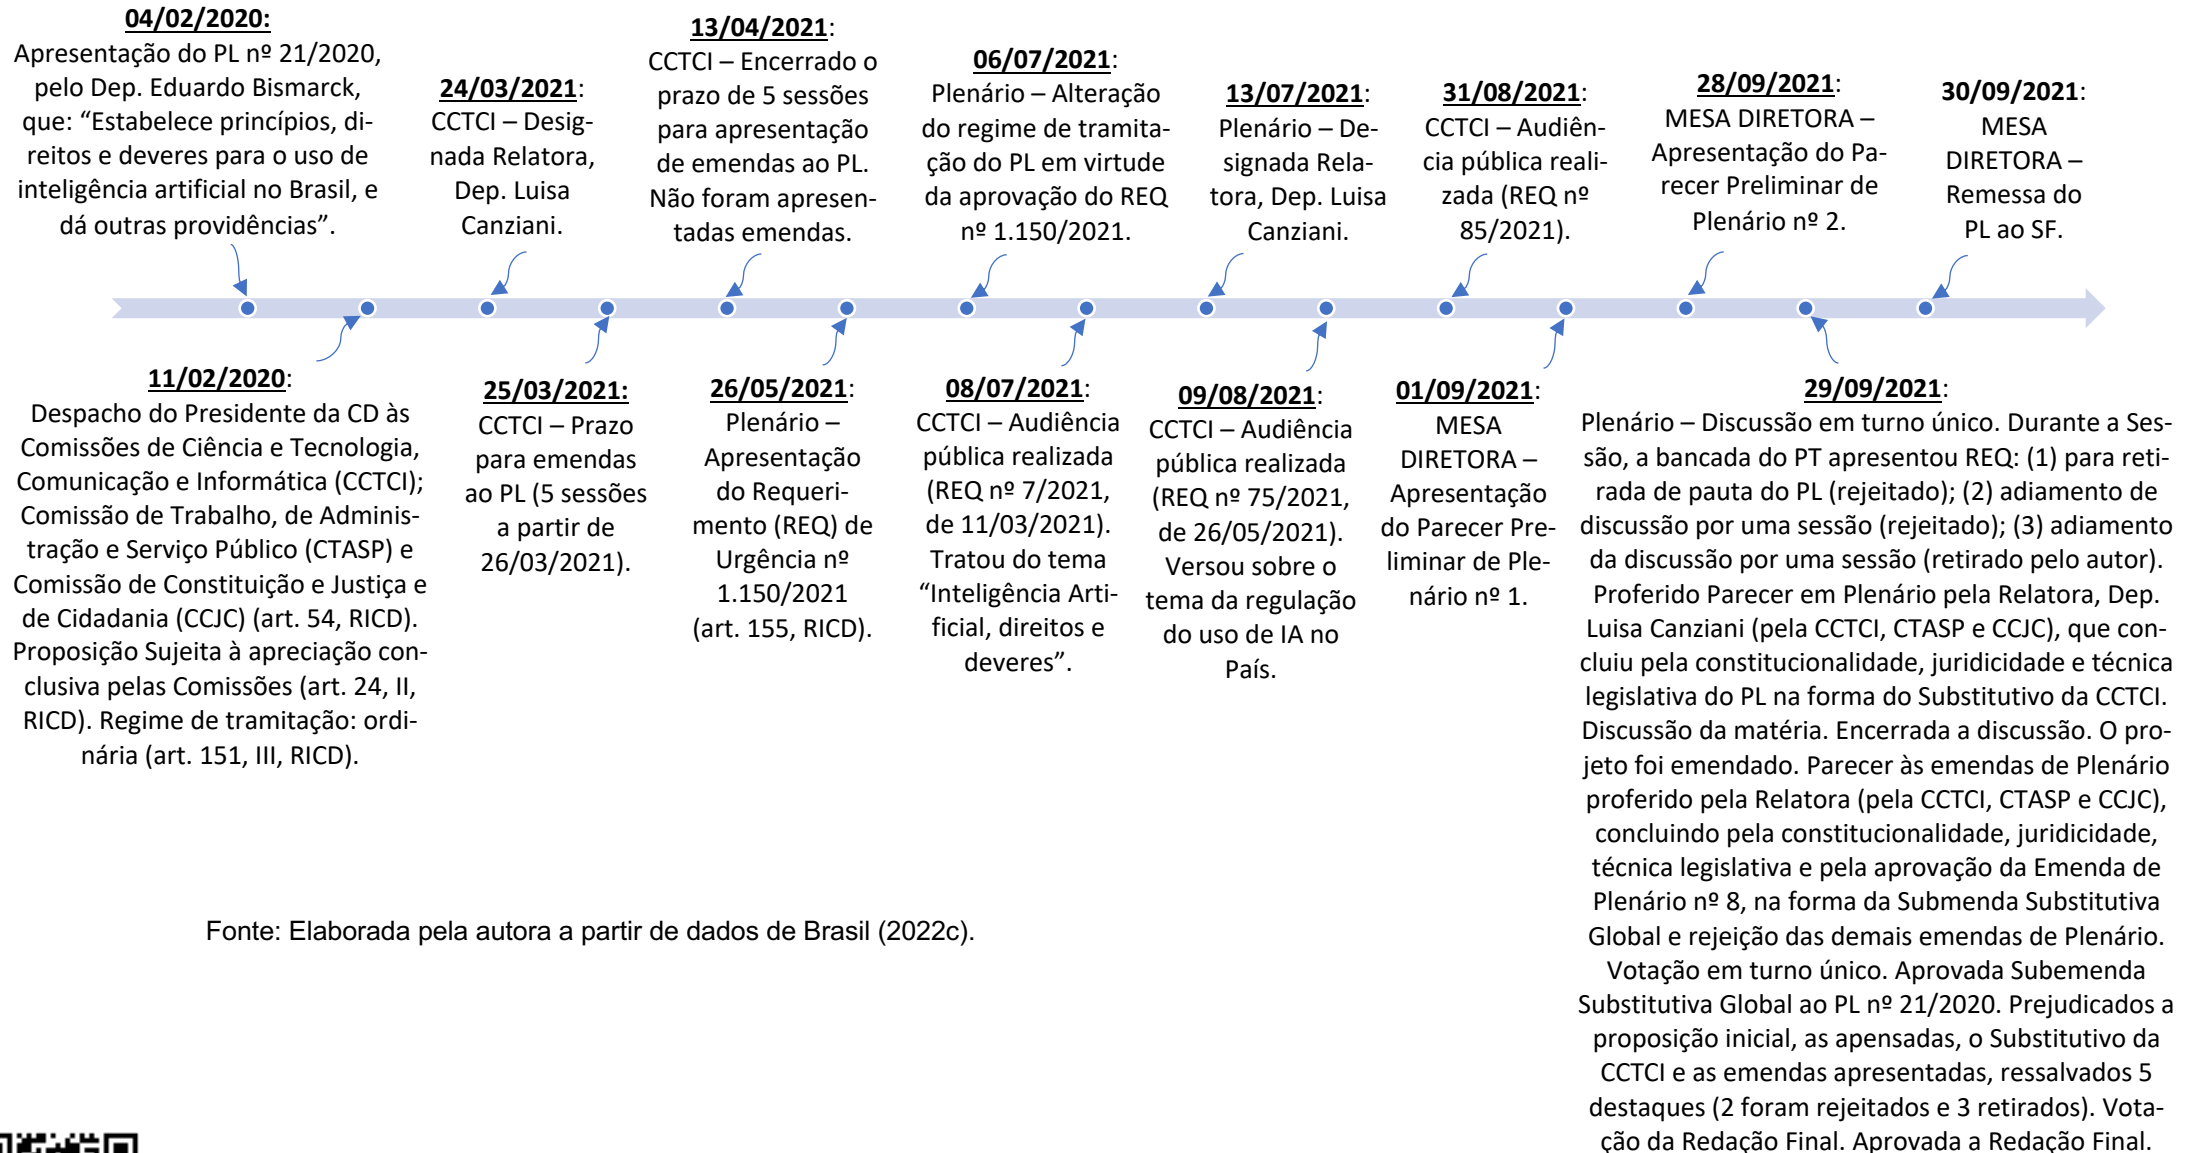 04/02/2020:
Apresentação do PL nº 21/2020,
pelo Dep. Eduardo Bismarck,
que: “Estabelece princípios, di-
reitos e deveres para o uso de
inteligência artificial no Brasil, e
dá outras providências”.
24/03/2021:
CCTCI – Desig-
nada Relatora,
Dep. Luisa
Canziani.
13/04/2021:
CCTCI – Encerrado o
prazo de 5 sessões
para apresentação
de emendas ao PL.
Não foram apresen-
tadas emendas.
06/07/2021:
Plenário – Alteração
do regime de tramita-
ção do PL em virtude
da aprovação do REQ
nº 1.150/2021.
13/07/2021:
Plenário – De-
signada Rela-
tora, Dep. Luisa
Canziani.
31/08/2021:
CCTCI – Audiên-
cia pública reali-
zada (REQ nº
85/2021).
28/09/2021:
MESA DIRETORA –
Apresentação do Pa-
recer Preliminar de
Plenário nº 2.
30/09/2021:
MESA
DIRETORA –
Remessa do
PL ao SF.
11/02/2020:
Despacho do Presidente da CD às
Comissões de Ciência e Tecnologia,
Comunicação e Informática (CCTCI);
Comissão de Trabalho, de Adminis-
tração e Serviço Público (CTASP) e
Comissão de Constituição e Justiça e
de Cidadania (CCJC) (art. 54, RICD).
Proposição Sujeita à apreciação con-
clusiva pelas Comissões (art. 24, II,
RICD). Regime de tramitação: ordi-
nária (art. 151, III, RICD).
25/03/2021:
CCTCI – Prazo
para emendas
ao PL (5 sessões
a partir de
26/03/2021).
26/05/2021:
Plenário –
Apresentação
do Requeri-
mento (REQ) de
Urgência nº
1.150/2021
(art. 155, RICD).
08/07/2021:
CCTCI – Audiência
pública realizada
(REQ nº 7/2021,
de 11/03/2021).
Tratou do tema
“Inteligência Arti-
ficial, direitos e
deveres”.
09/08/2021:
CCTCI – Audiência
pública realizada
(REQ nº 75/2021,
de 26/05/2021).
Versou sobre o
tema da regulação
do uso de IA no
País.
01/09/2021:
MESA
DIRETORA –
Apresentação
do Parecer Pre-
liminar de Ple-
nário nº 1.
29/09/2021:
Plenário – Discussão em turno único. Durante a Ses-
são, a bancada do PT apresentou REQ: (1) para reti-
rada de pauta do PL (rejeitado); (2) adiamento de
discussão por uma sessão (rejeitado); (3) adiamento
da discussão por uma sessão (retirado pelo autor).
Proferido Parecer em Plenário pela Relatora, Dep.
Luisa Canziani (pela CCTCI, CTASP e CCJC), que con-
cluiu pela constitucionalidade, juridicidade e técnica
legislativa do PL na forma do Substitutivo da CCTCI.
Discussão da matéria. Encerrada a discussão. O pro-
jeto foi emendado. Parecer às emendas de Plenário
proferido pela Relatora (pela CCTCI, CTASP e CCJC),
concluindo pela constitucionalidade, juridicidade,
técnica legislativa e pela aprovação da Emenda de
Plenário nº 8, na forma da Submenda Substitutiva
Global e rejeição das demais emendas de Plenário.
Votação em turno único. Aprovada Subemenda
Substitutiva Global ao PL nº 21/2020. Prejudicados a
proposição inicial, as apensadas, o Substitutivo da
CCTCI e as emendas apresentadas, ressalvados 5
destaques (2 foram rejeitados e 3 retirados). Vota-
ção da Redação Final. Aprovada a Redação Final.
Fonte: Elaborada pela autora a partir de dados de Brasil (2022c).